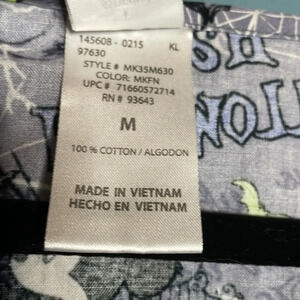 145608 - 0215 KL
97630
STYLE # MK35M630
COLOR: MKFN
UPC # 71660572714
RN # 93643
M
100 % COTTON / ALGODON
MADE IN VIETNAM
HECHO EN VIETNAM